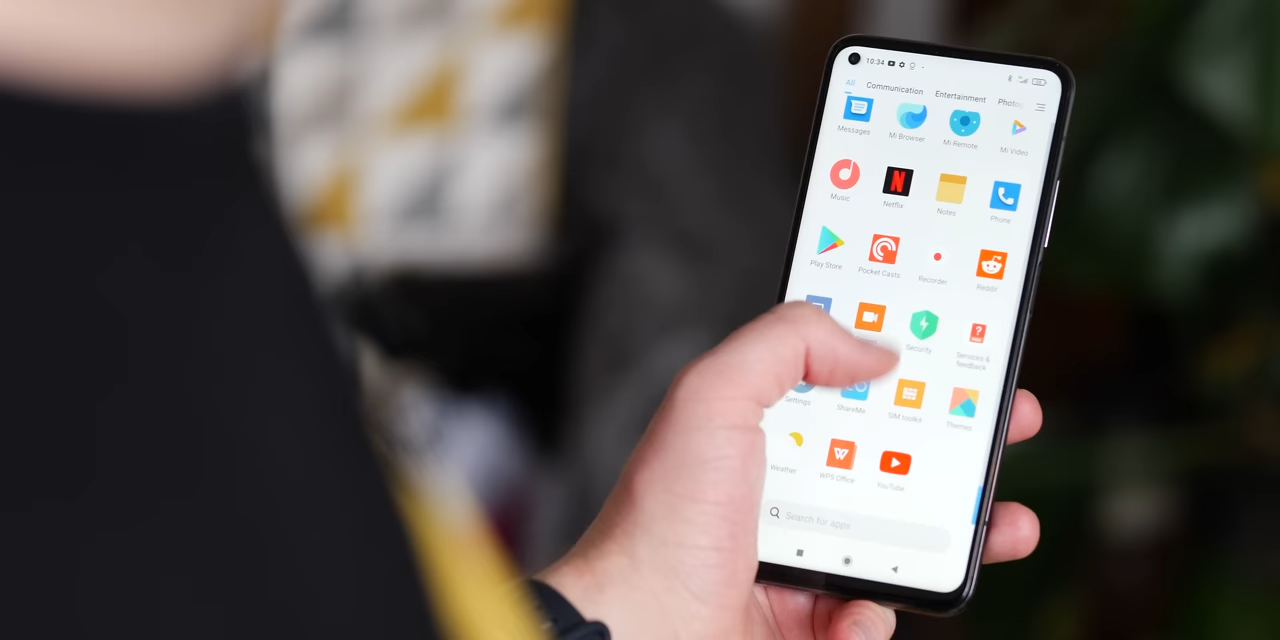 10:34
All Communication Entertainment Photo
Messages Mi Browser Mi Remote Mi Video
Music Netflix Notes Phone
Play Store Pocket Casts Recorder Reddit
Security Services &
feedback
Settings ShareMe SIM toolkit Themes
Weather WPS Office YouTube
Search for apps